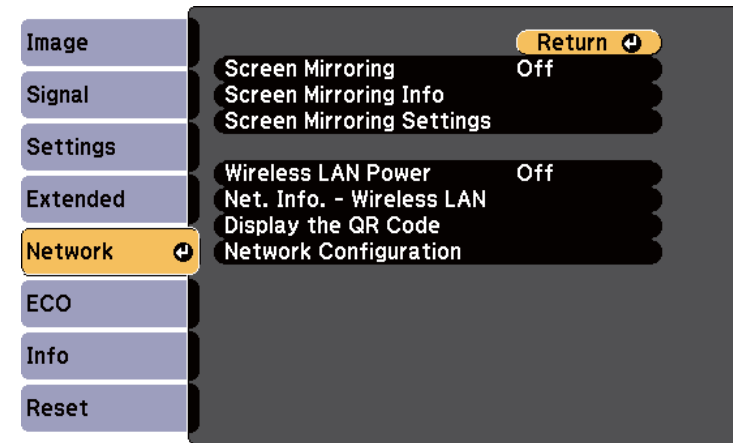 Image
Signal
Settings
Extended
Network
ECO
Info
Reset
Return
Screen Mirroring Off
Screen Mirroring Info
Screen Mirroring Settings
Wireless LAN Power Off
Net. Info. - Wireless LAN
Display the QR Code
Network Configuration